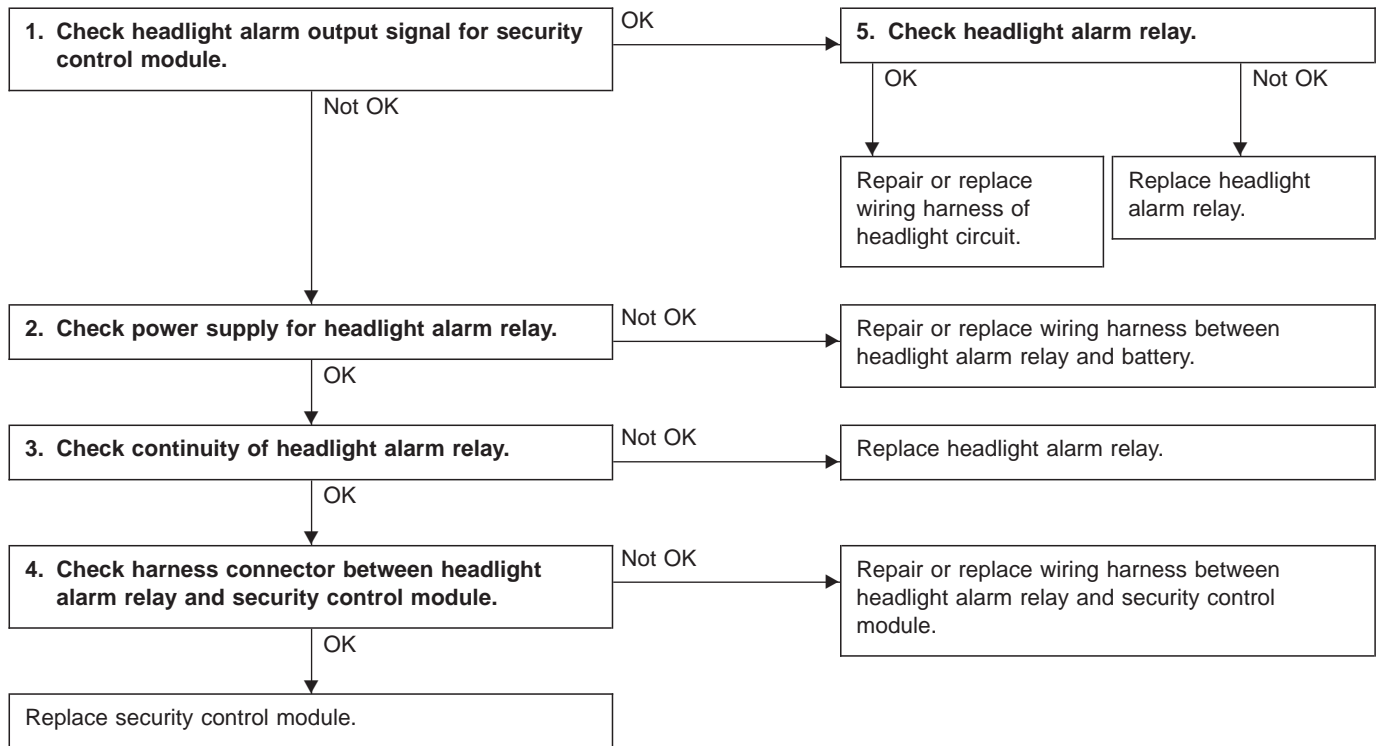 1. Check headlight alarm output signal for security
control module.
OK
5. Check headlight alarm relay.
Not OK
OK
Not OK
Repair or replace
wiring harness of
headlight circuit.
Replace headlight
alarm relay.
2. Check power supply for headlight alarm relay.
Not OK
Repair or replace wiring harness between
headlight alarm relay and battery.
OK
3. Check continuity of headlight alarm relay.
Not OK
Replace headlight alarm relay.
OK
4. Check harness connector between headlight
alarm relay and security control module.
Not OK
Repair or replace wiring harness between
headlight alarm relay and security control
module.
OK
Replace security control module.